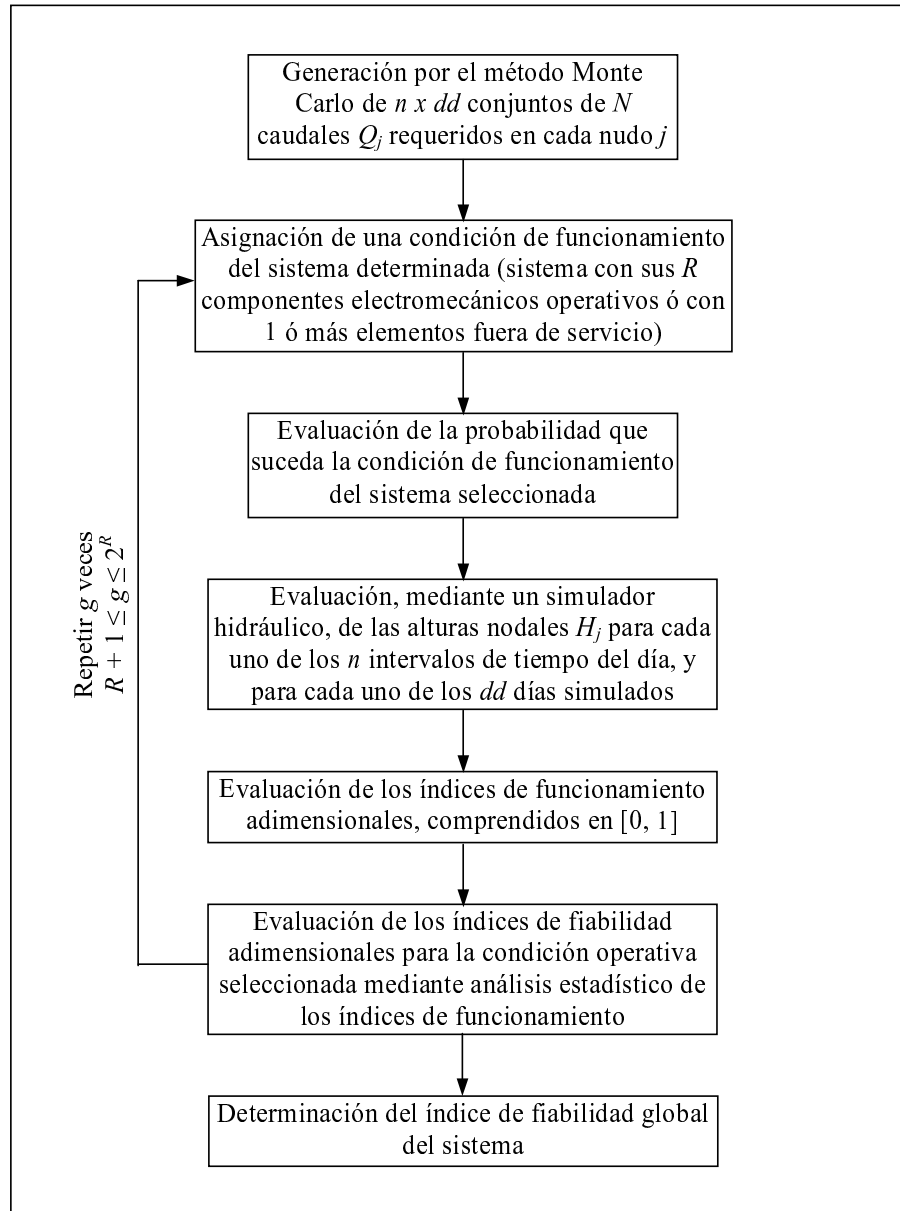 Generación por el método Monte
Carlo de n x dd conjuntos de N
caudales Qj requeridos en cada nudo j
Asignación de una condición de funcionamiento
del sistema determinada (sistema con sus R
componentes electromecánicos operativos ó con
1 ó más elementos fuera de servicio)
Evaluación de la probabilidad que
suceda la condición de funcionamiento
del sistema seleccionada
Repetir g veces
R + 1 ≤ g ≤ 2^R
Evaluación, mediante un simulador
hidráulico, de las alturas nodales Hj para cada
uno de los n intervalos de tiempo del día, y
para cada uno de los dd días simulados
Evaluación de los índices de funcionamiento
adimensionales, comprendidos en [0, 1]
Evaluación de los índices de fiabilidad
adimensionales para la condición operativa
seleccionada mediante análisis estadístico de
los índices de funcionamiento
Determinación del índice de fiabilidad global
del sistema